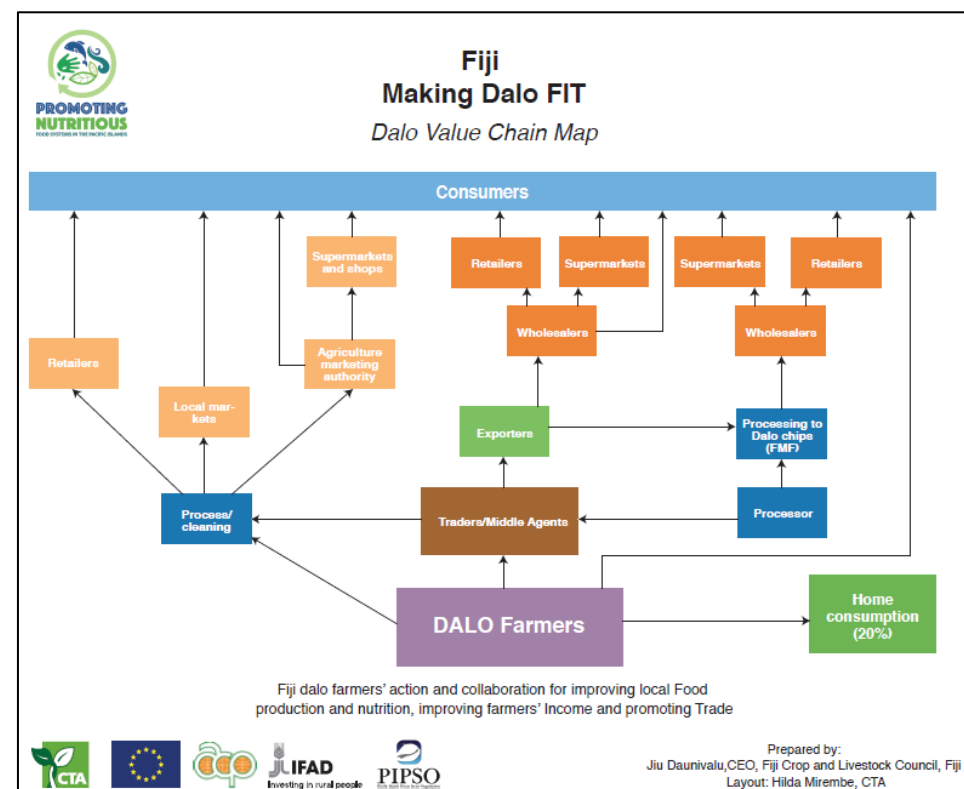 Fiji
Making Dalo FIT
Dalo Value Chain Map
PROMOTING
NUTRITIOUS
FOOD SYSTEMS IN THE PACIFIC ISLANDS
Consumers
Supermarkets
and shops
Retailers
Supermarkets
Supermarkets
Retailers
Wholesalers
Wholesalers
Retailers
Agriculture
marketing
authority
Local mar-
kets
Exporters
Processing to
Dalo chips
(FMF)
Process/
cleaning
Traders/Middle Agents
Processor
DALO Farmers
Home
consumption
(20%)
Fiji dalo farmers' action and collaboration for improving local Food
production and nutrition, improving farmers' Income and promoting Trade
CTA
acp
IFAD
Investing in rural people
PIPSO
Prepared by:
Jiu Daunivalu,CEO, Fiji Crop and Livestock Council, Fiji
Layout: Hilda Mirembe, CTA